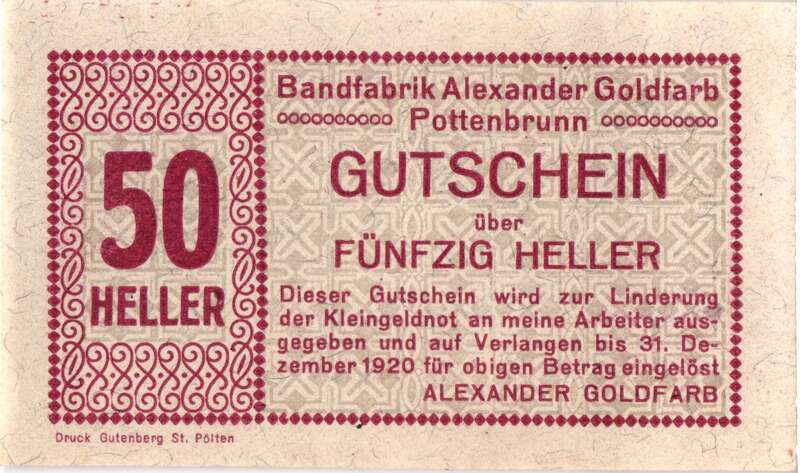 50
HELLER
Bandfabrik Alexander Goldfarb
Pottenbrunn
GUTSCHEIN
über
FÜNFZIG HELLER
Dieser Gutschein wird zur Linderung
der Kleingeldnot an meine Arbeiter aus-
gegeben und auf Verlangen bis 31. De-
zember 1920 für obigen Betrag eingelöst
ALEXANDER GOLDFARB
Druck Gutenberg St. Pölten